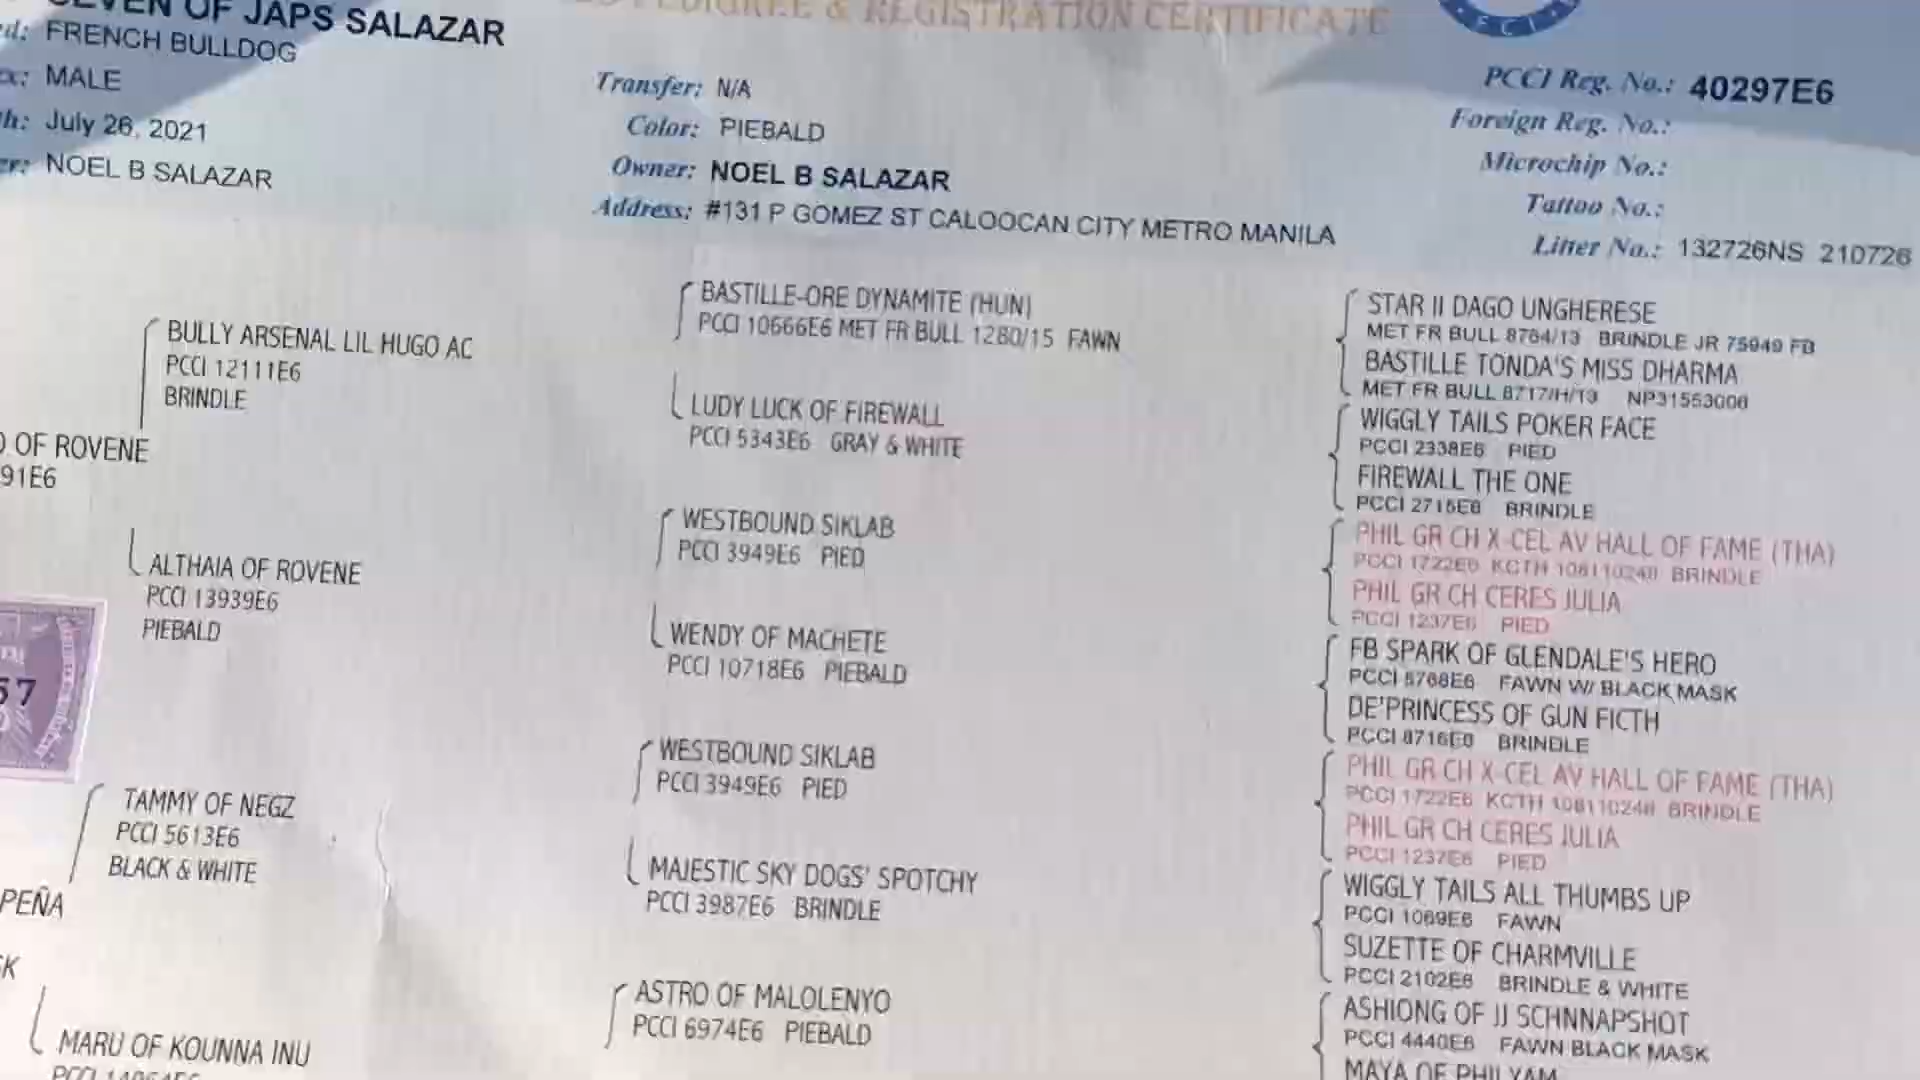 OF JAPS SALAZAR
PEDIGREE & REGISTRATION CERTIFICATE
FCI
FRENCH BULLDOG
MALE
July 26, 2021
NOEL B SALAZAR
Transfer: N/A
Color: PIEBALD
Owner: NOEL B SALAZAR
Address: #131 P GOMEZ ST CALOOCAN CITY METRO MANILA
PCCI Reg. No.: 40297E6
Foreign Reg. No.:
Microchip No.:
Tattoo No.:
Litter No.: 132726NS 210726
OF ROVENE
91E6
57
PEÑA
BULLY ARSENAL LIL HUGO AC
PCCI 12111E6
BRINDLE
ALTHAIA OF ROVENE
PCCI 13939E6
PIEBALD
TAMMY OF NEGZ
PCCI 5613E6
BLACK & WHITE
MARU OF KOUNNA INU
BASTILLE-ORE DYNAMITE (HUN)
PCCI 10666E6 MET FR BULL 1280/15 FAWN
LUDY LUCK OF FIREWALL
PCCI 5343E6 GRAY & WHITE
WESTBOUND SIKLAB
PCCI 3949E6 PIED
WENDY OF MACHETE
PCCI 10718E6 PIEBALD
WESTBOUND SIKLAB
PCCI 3949E6 PIED
MAJESTIC SKY DOGS' SPOTCHY
PCCI 3987E6 BRINDLE
ASTRO OF MALOLENYO
PCCI 6974E6 PIEBALD
STAR II DAGO UNGHERESE
MET FR BULL 8764/13 BRINDLE JR 75949 FB
BASTILLE TONDA'S MISS DHARMA
MET FR BULL 8717/H/13 NP31553006
WIGGLY TAILS POKER FACE
PCCI 2338E6 PIED
FIREWALL THE ONE
PCCI 2715E6 BRINDLE
PHIL GR CH X-CEL AV HALL OF FAME (THA)
PCCI 1722E6 KCTH 108110248 BRINDLE
PHIL GR CH CERES JULIA
PCCI 1237E6 PIED
FB SPARK OF GLENDALE'S HERO
PCCI 5768E6 FAWN W/ BLACK MASK
DE'PRINCESS OF GUN FICTH
PCCI 8716E6 BRINDLE
PHIL GR CH X-CEL AV HALL OF FAME (THA)
PCCI 1722E6 KCTH 108110248 BRINDLE
PHIL GR CH CERES JULIA
PCCI 1237E6 PIED
WIGGLY TAILS ALL THUMBS UP
PCCI 1069E6 FAWN
SUZETTE OF CHARMVILLE
PCCI 2102E6 BRINDLE & WHITE
ASHIONG OF JJ SCHNNAPSHOT
PCCI 4440E6 FAWN BLACK MASK
MAYA OF PHILYAM